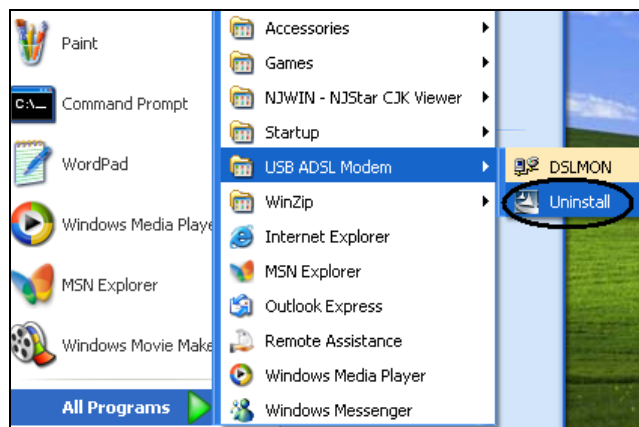 Paint
Command Prompt
WordPad
Windows Media Playe
MSN Explorer
Windows Movie Make
All Programs
Accessories
Games
NJWIN - NJStar CJK Viewer
Startup
USB ADSL Modem
WinZip
Internet Explorer
MSN Explorer
Outlook Express
Remote Assistance
Windows Media Player
Windows Messenger
DSLMON
Uninstall
C:\_